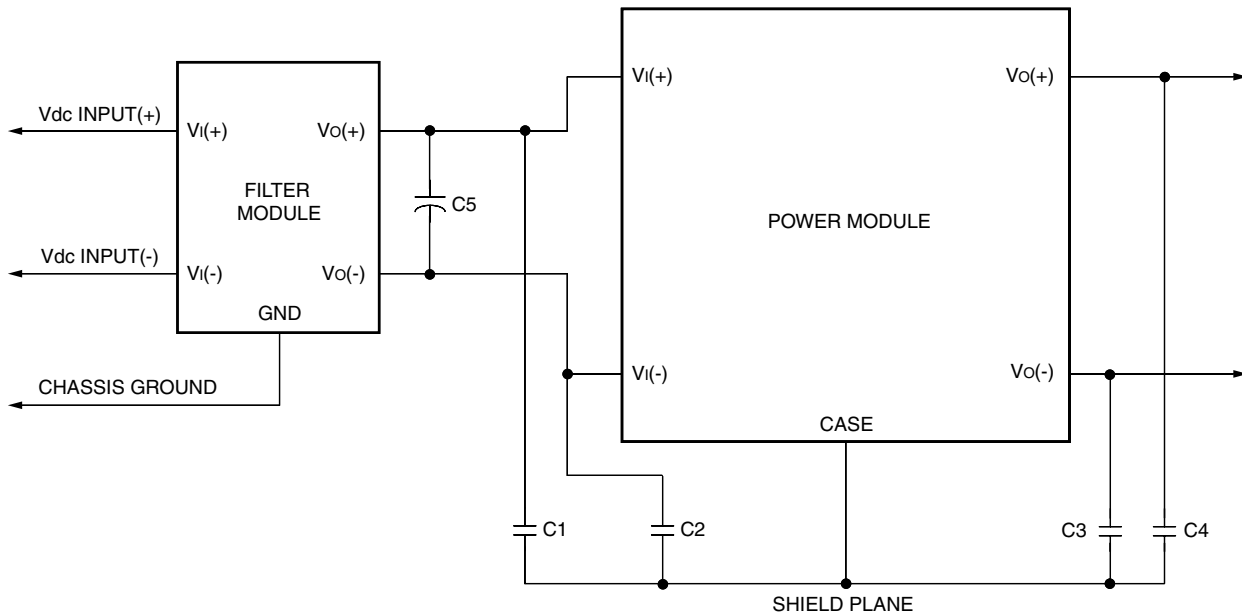 Vdc INPUT(+)
Vdc INPUT(-)
CHASSIS GROUND
VI(+)
VO(+)
FILTER
MODULE
VI(-)
VO(-)
GND
C5
VI(+)
VO(+)
POWER MODULE
VI(-)
VO(-)
CASE
C1
C2
C3
C4
SHIELD PLANE